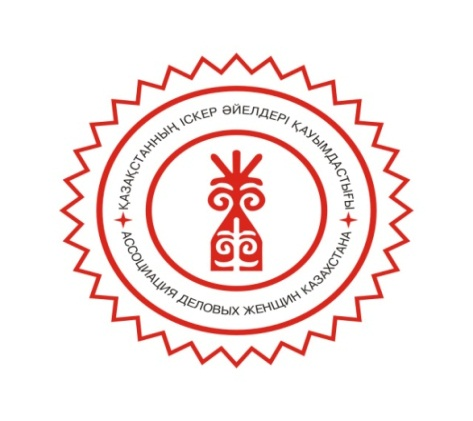 ҚАЗАҚСТАННЫҢ ІСКЕР ӘЙЕЛДЕРІ ҚАУЫМДАСТЫҒЫ
АССОЦИАЦИЯ ДЕЛОВЫХ ЖЕНЩИН КАЗАХСТАНА